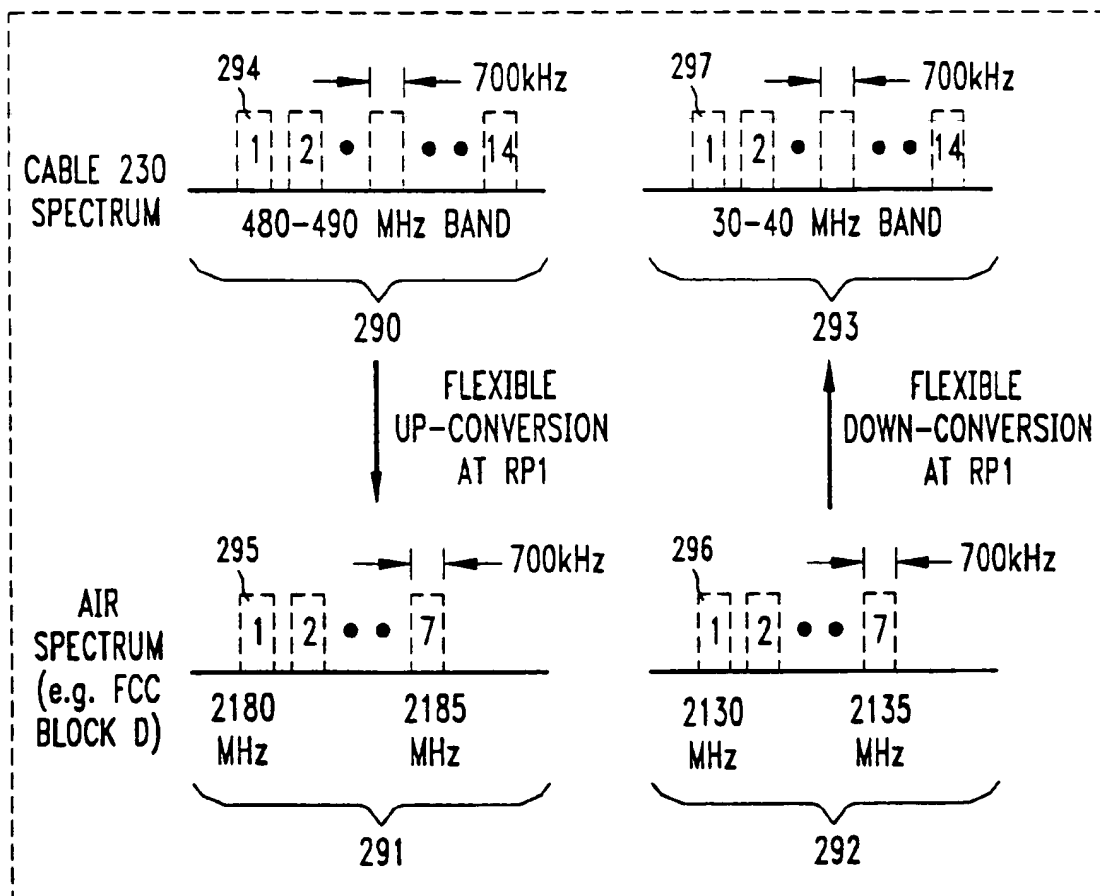 294
700kHz
297
700kHz
CABLE 230
SPECTRUM
1 2 14
1 2 14
480-490 MHz BAND
30-40 MHz BAND
290
293
FLEXIBLE
UP-CONVERSION
AT RP1
FLEXIBLE
DOWN-CONVERSION
AT RP1
295
700kHz
296
700kHz
AIR
SPECTRUM
(e.g. FCC
BLOCK D)
1 2 7
1 2 7
2180
MHz
2185
MHz
2130
MHz
2135
MHz
291
292